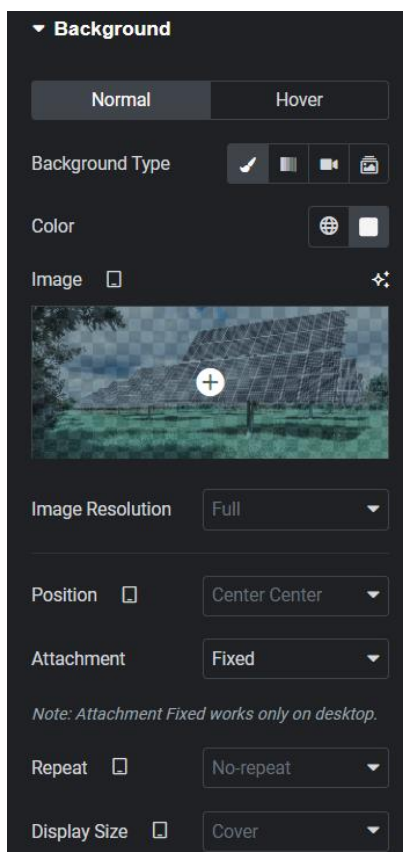 Background
Normal Hover
Background Type
Color
Image
Image Resolution Full
Position Center Center
Attachment Fixed
Note: Attachment Fixed works only on desktop.
Repeat No-repeat
Display Size Cover